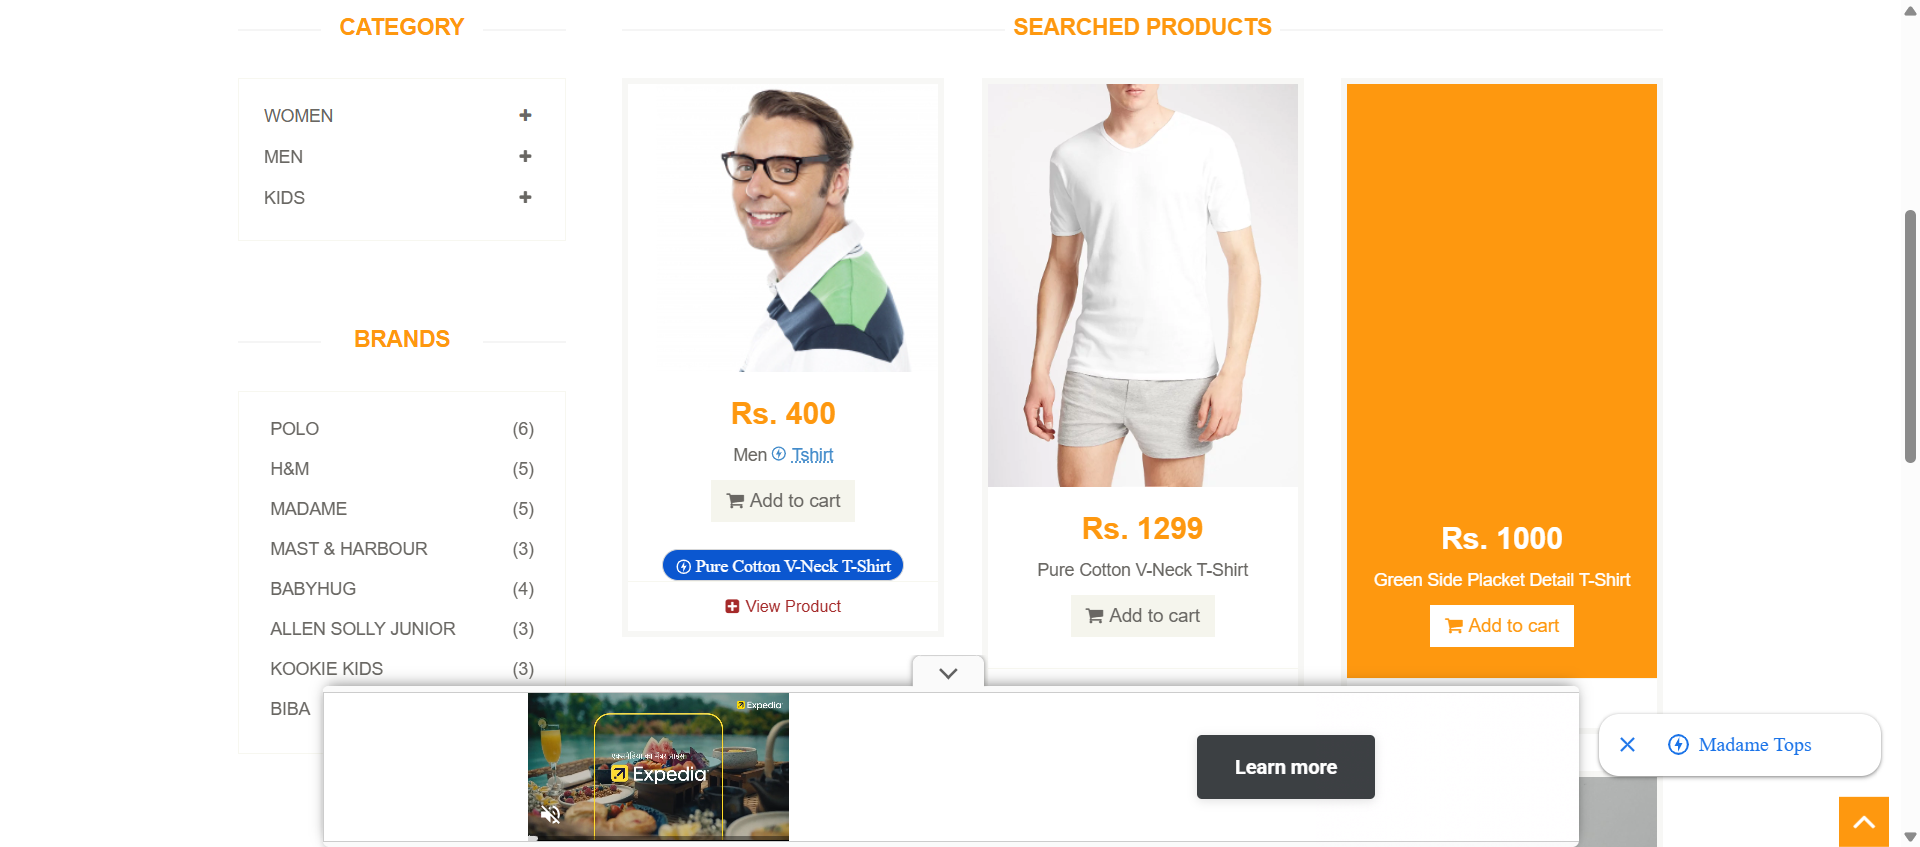 CATEGORY
WOMEN
MEN
KIDS
BRANDS
POLO (6)
H&M (5)
MADAME (5)
MAST & HARBOUR (3)
BABYHUG (4)
ALLEN SOLLY JUNIOR (3)
KOOKIE KIDS (3)
BIBA
SEARCHED PRODUCTS
Rs. 400
Men Tshirt
Add to cart
Pure Cotton V-Neck T-Shirt
View Product
Rs. 1299
Pure Cotton V-Neck T-Shirt
Add to cart
Rs. 1000
Green Side Placket Detail T-Shirt
Add to cart
Expedia
Expedia
Learn more
Madame Tops